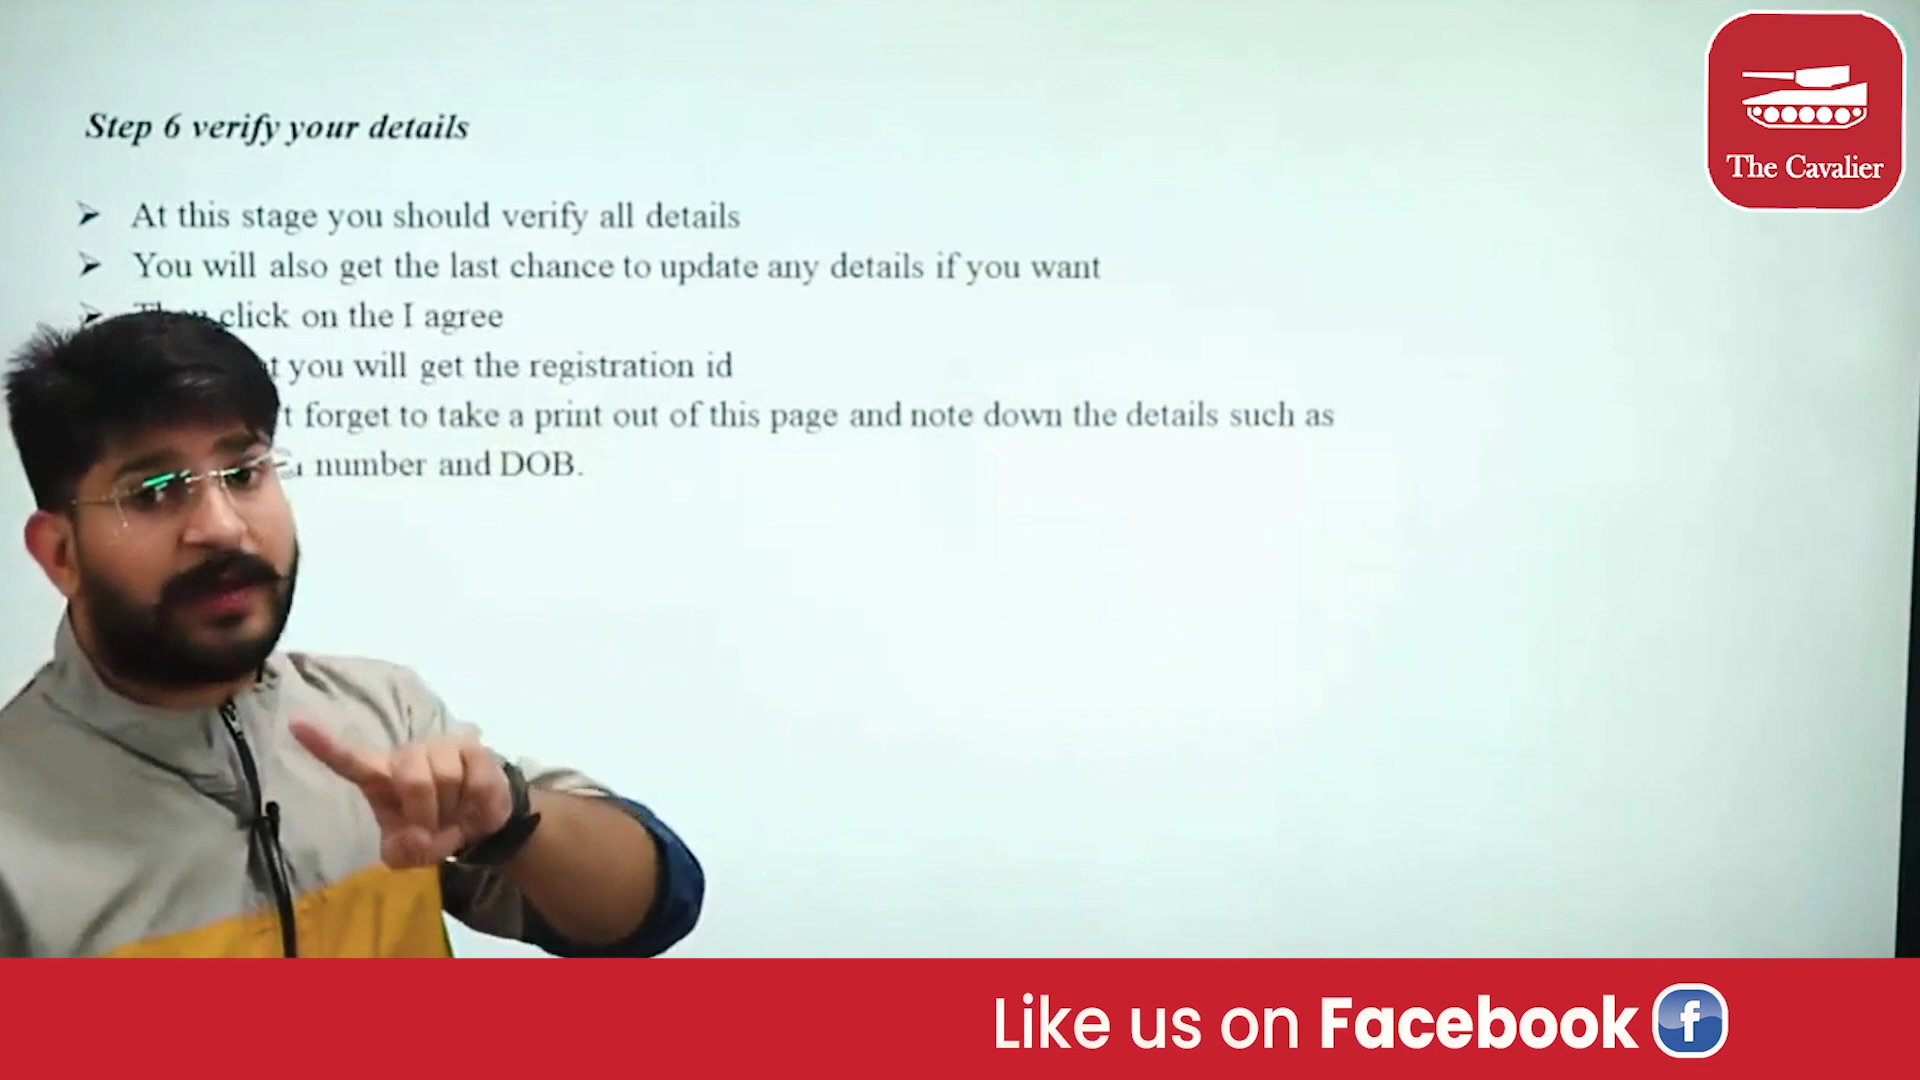 Step 6 verify your details
At this stage you should verify all details
You will also get the last chance to update any details if you want
click on the I agree
you will get the registration id
forget to take a print out of this page and note down the details such as
number and DOB.
The Cavalier
Like us on Facebook f